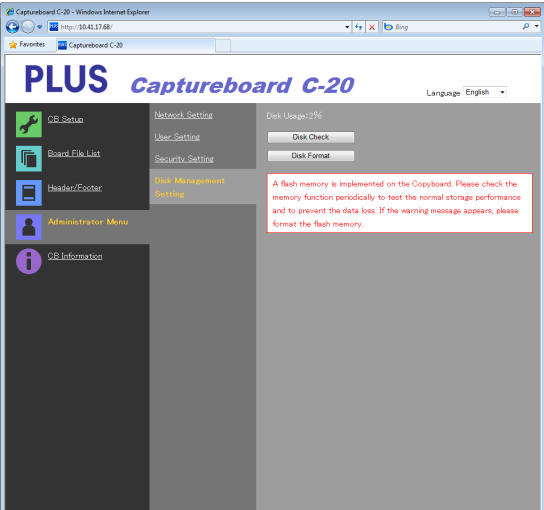 Captureboard C-20 - Windows Internet Explorer
http://10.41.17.68/
Bing
Favorites
Captureboard C-20
PLUS Captureboard C-20
Language English
CB Setup
Board File List
Header/Footer
Administrator Menu
CB Information
Network Setting
User Setting
Security Setting
Disk Management
Setting
Disk Usage:2%
Disk Check
Disk Format
A flash memory is implemented on the Copyboard. Please check the
memory function periodically to test the normal storage performance
and to prevent the data loss. If the warning message appears, please
format the flash memory.